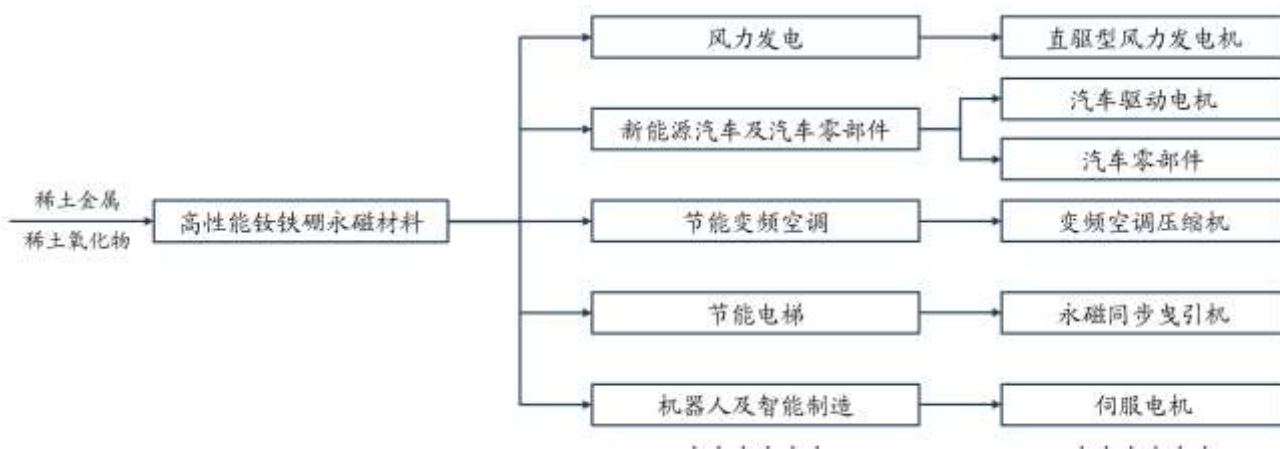 风力发电
直驱型风力发电机
汽车驱动电机
新能源汽车及汽车零部件
汽车零部件
稀土金属
高性能钕铁硼永磁材料
稀土氧化物
节能变频空调
变频空调压缩机
节能电梯
永磁同步曳引机
机器人及智能制造
伺服电机